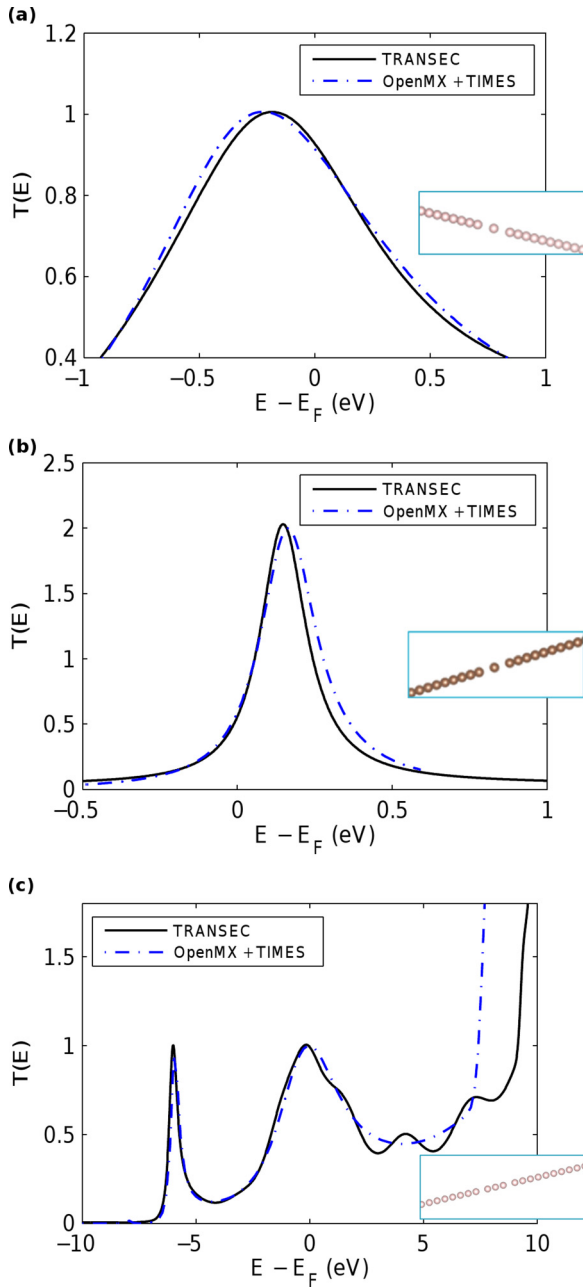 (a)
1.2
TRANSEC
OpenMX +TIMES
1
T(E)
0.8
0.6
0.4
−1
−0.5
0
0.5
1
E − E_F (eV)
(b)
2.5
TRANSEC
OpenMX +TIMES
2
T(E)
1.5
1
0.5
0
−0.5
0
0.5
1
E − E_F (eV)
(c)
TRANSEC
OpenMX +TIMES
1.5
T(E)
1
0.5
0
−10
−5
0
5
10
E − E_F (eV)